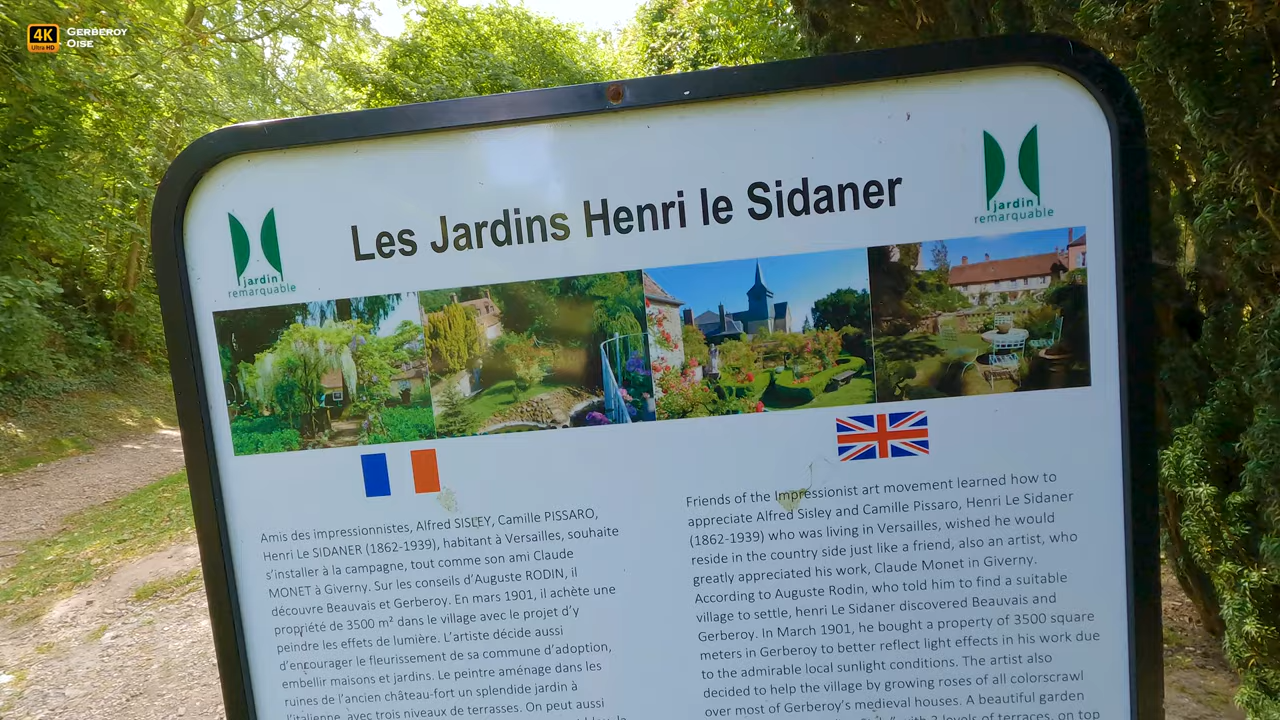 4K
Ultra HD
GERBEROY
OISE
Les Jardins Henri le Sidaner
jardin
remarquable
jardin
remarquable
Amis des impressionnistes, Alfred SISLEY, Camille PISSARO,
Henri Le SIDANER (1862-1939), habitant à Versailles, souhaite
s'installer à la campagne, tout comme son ami Claude
MONET à Giverny. Sur les conseils d'Auguste RODIN, il
découvre Beauvais et Gerberoy. En mars 1901, il achète une
propriété de 3500 m² dans le village avec le projet d'y
peindre les effets de lumière. L'artiste décide aussi
d'encourager le fleurissement de sa commune d'adoption,
embellir maisons et jardins. Le peintre aménage dans les
ruines de l'ancien château-fort un splendide jardin à
l'italienne, avec trois niveaux de terrasses. On peut aussi
Friends of the Impressionist art movement learned how to
appreciate Alfred Sisley and Camille Pissaro, Henri Le Sidaner
(1862-1939) who was living in Versailles, wished he would
reside in the country side just like a friend, also an artist, who
greatly appreciated his work, Claude Monet in Giverny.
According to Auguste Rodin, who told him to find a suitable
village to settle, henri Le Sidaner discovered Beauvais and
Gerberoy. In March 1901, he bought a property of 3500 square
meters in Gerberoy to better reflect light effects in his work due
to the admirable local sunlight conditions. The artist also
decided to help the village by growing roses of all colorscrawl
over most of Gerberoy's medieval houses. A beautiful garden
with 3 levels of terraces, on top